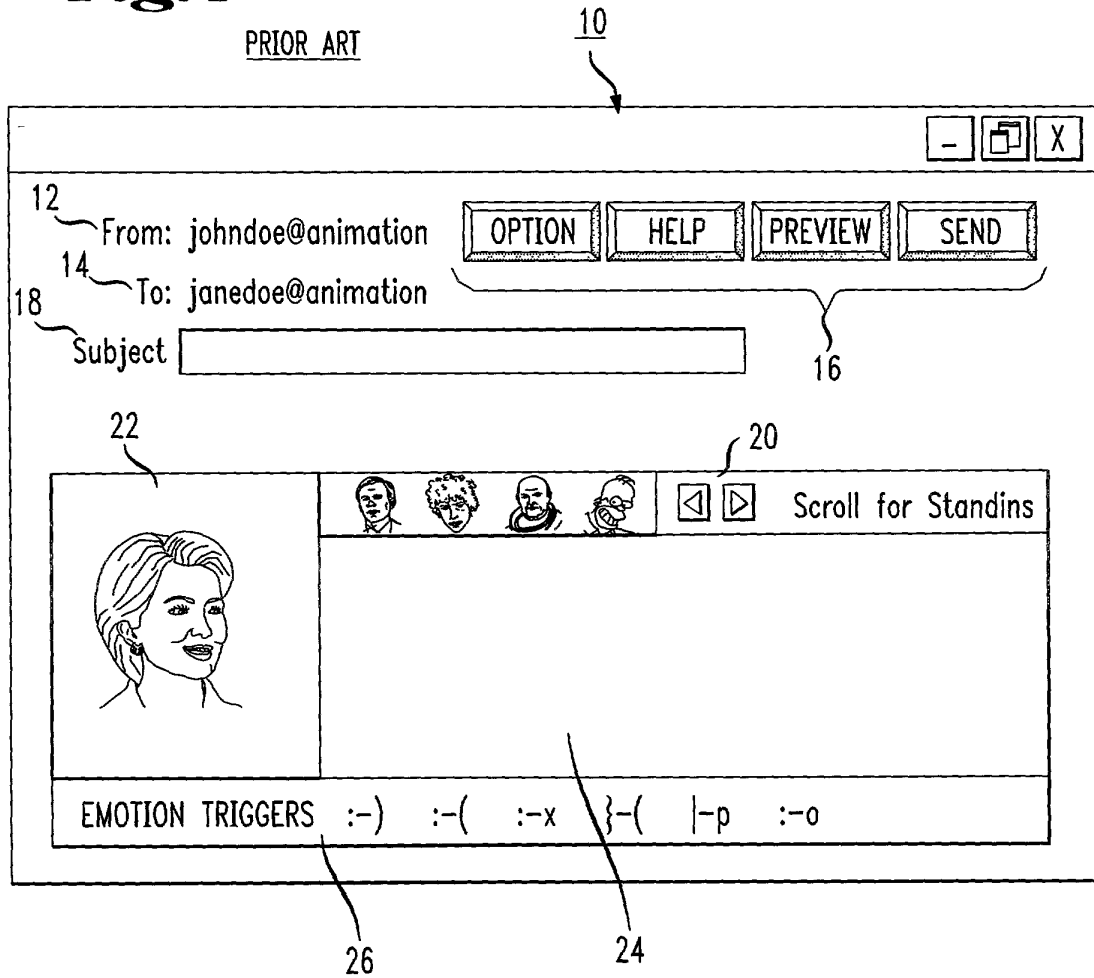 PRIOR ART
10
_ X
12
From: johndoe@animation
OPTION HELP PREVIEW SEND
14
To: janedoe@animation
18
Subject
16
22
20
Scroll for Standins
EMOTION TRIGGERS :-) :-( :-x }-( |-p :-o
24
26